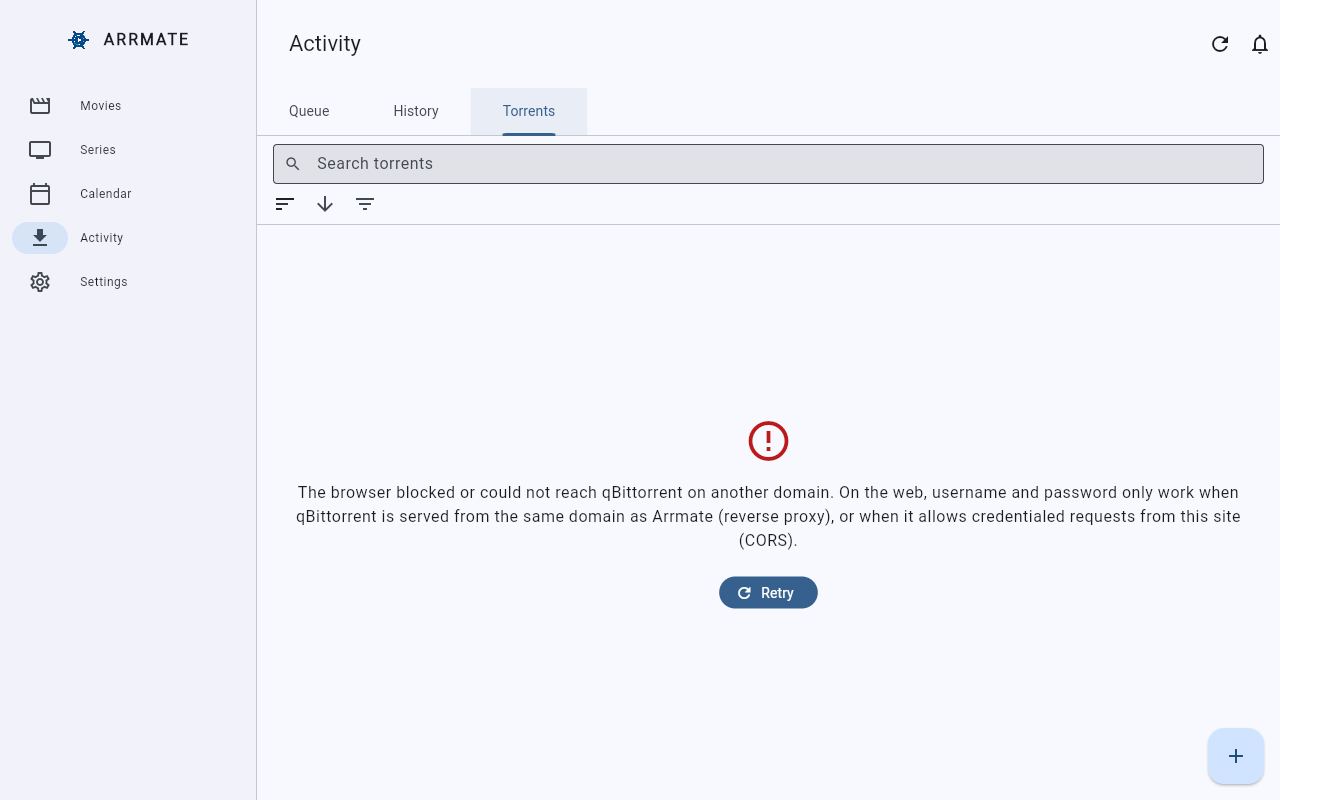 ARRMATE
Activity
Movies
Series
Calendar
Activity
Settings
Queue
History
Torrents
Search torrents
The browser blocked or could not reach qBittorrent on another domain. On the web, username and password only work when
qBittorrent is served from the same domain as Arrmate (reverse proxy), or when it allows credentialed requests from this site
(CORS).
Retry